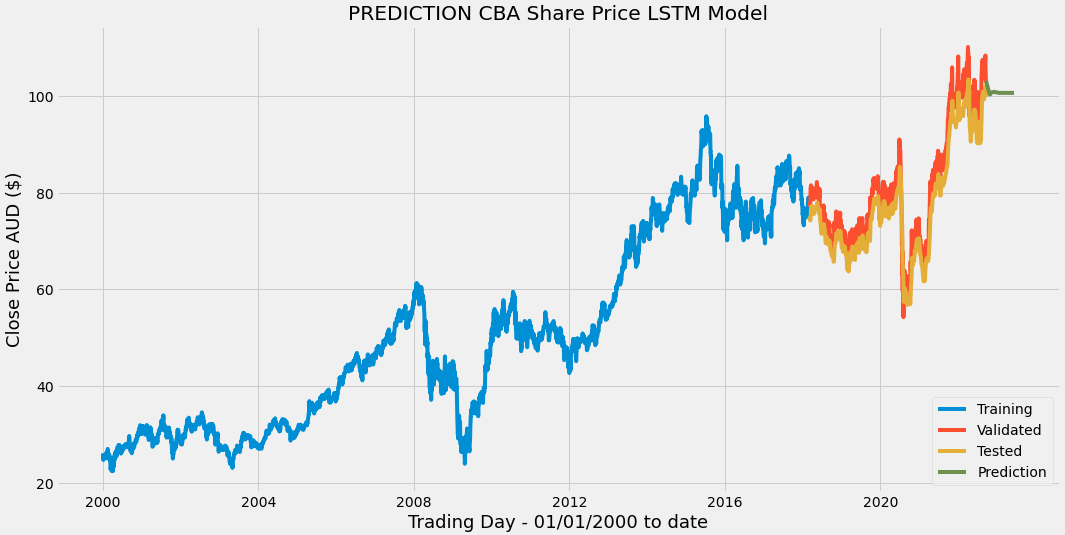 PREDICTION CBA Share Price LSTM Model
Close Price AUD ($)
100
80
60
40
20
2000
2004
2008
2012
2016
2020
Trading Day - 01/01/2000 to date
Training
Validated
Tested
Prediction